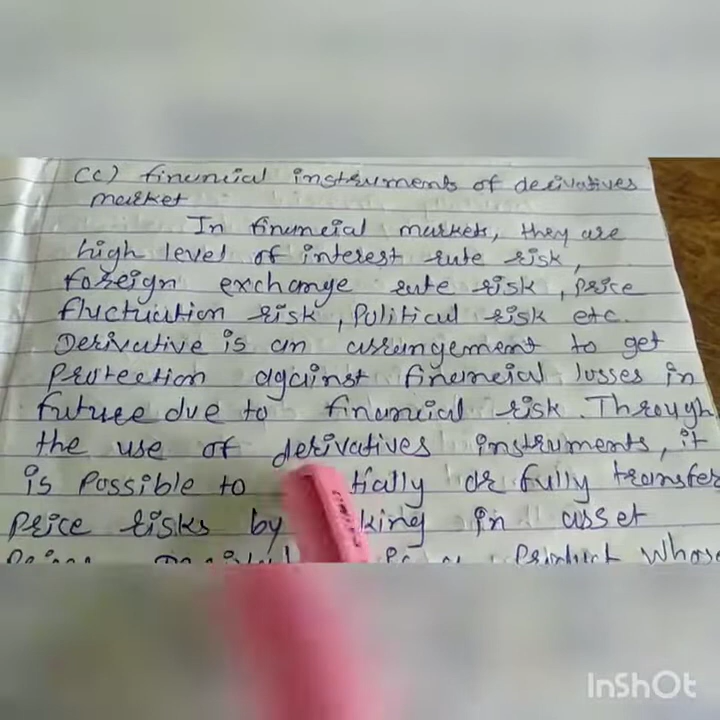 (c) financial instruments of derivatives
market
In financial markets, they are
high level of interest rate risk,
foreign exchange rate risk, price
fluctuation risk, political risk etc.
Derivative is an arrangement to get
protection against financial losses in
future due to financial risk. Through
the use of derivatives instruments, it
is possible to tially or fully transfer
price risks by king in asset
is a product whose
InShOt